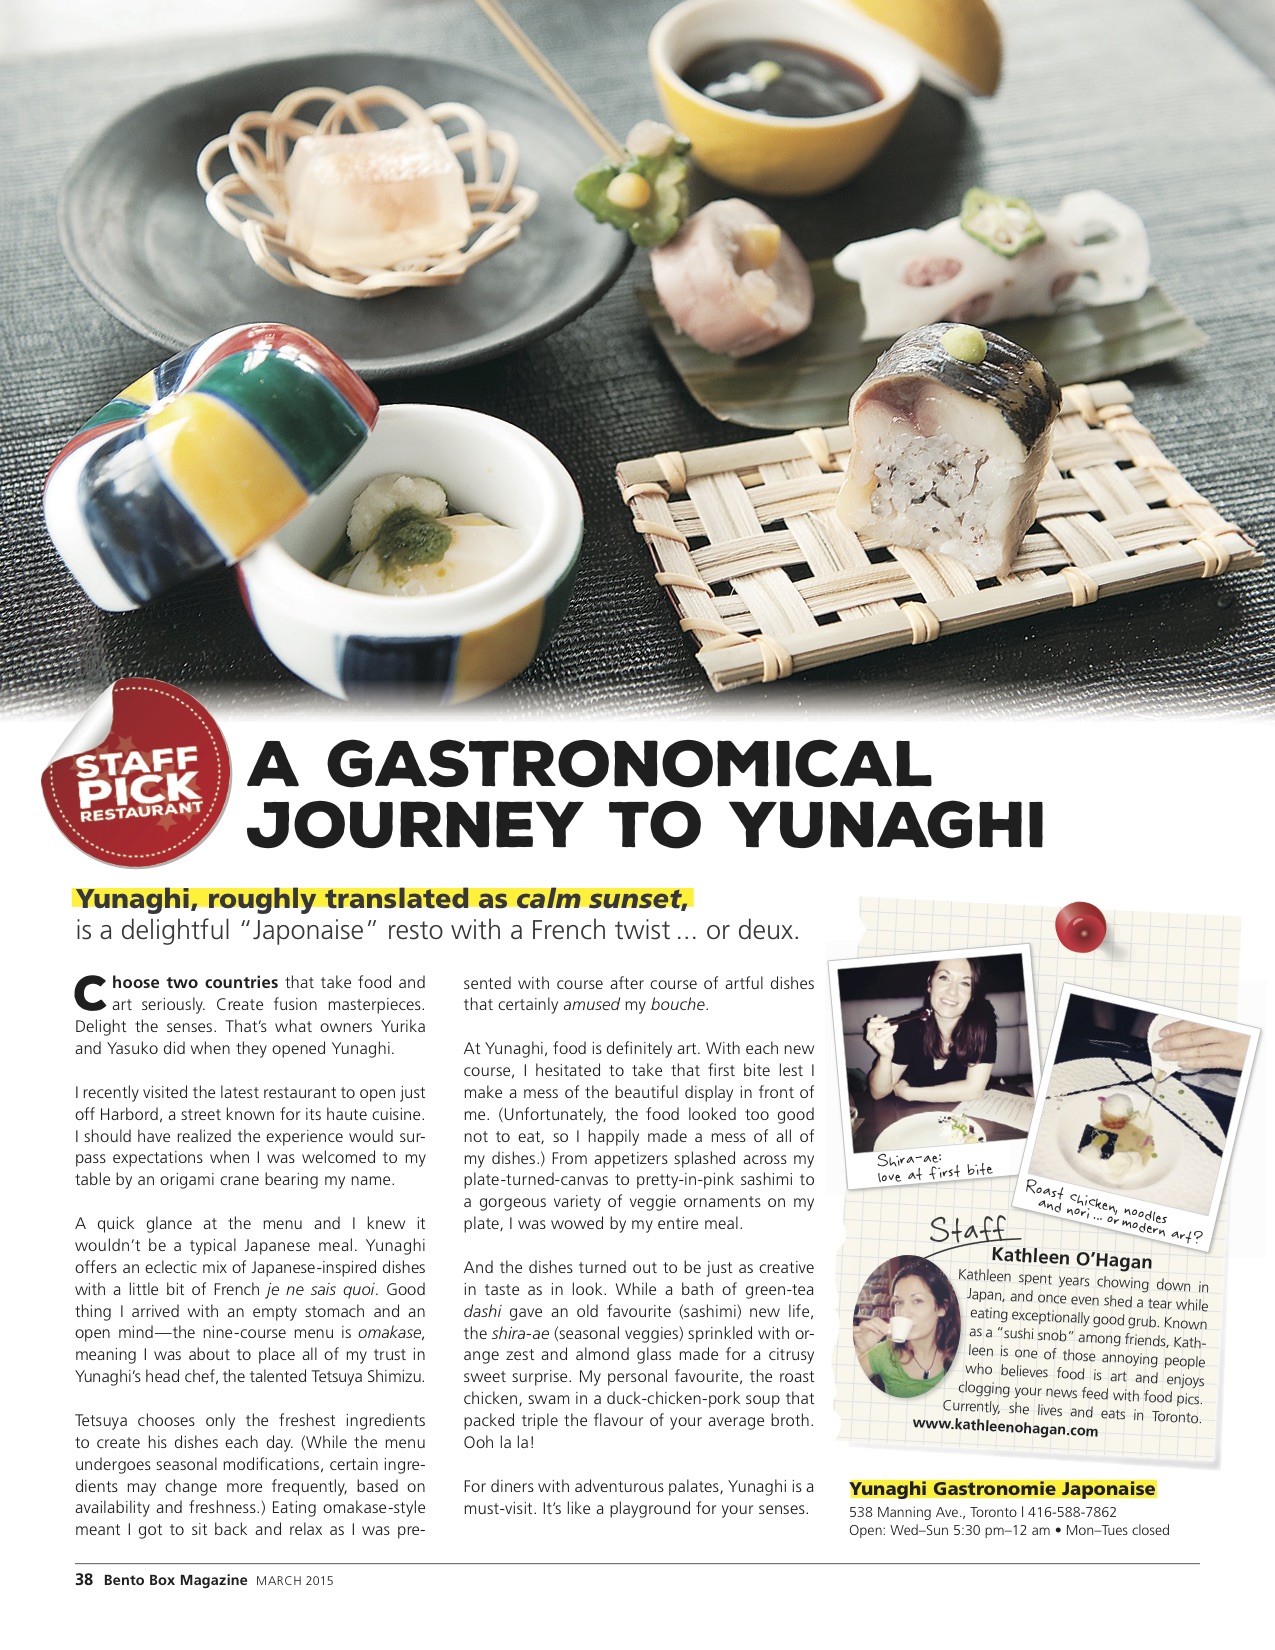 STAFF
PICK
RESTAURANT
A GASTRONOMICAL
JOURNEY TO YUNAGHI
Yunaghi, roughly translated as calm sunset,
is a delightful “Japonaise” resto with a French twist ... or deux.
Choose two countries that take food and
art seriously. Create fusion masterpieces.
Delight the senses. That’s what owners Yurika
and Yasuko did when they opened Yunaghi.
I recently visited the latest restaurant to open just
off Harbord, a street known for its haute cuisine.
I should have realized the experience would sur-
pass expectations when I was welcomed to my
table by an origami crane bearing my name.
A quick glance at the menu and I knew it
wouldn’t be a typical Japanese meal. Yunaghi
offers an eclectic mix of Japanese-inspired dishes
with a little bit of French je ne sais quoi. Good
thing I arrived with an empty stomach and an
open mind—the nine-course menu is omakase,
meaning I was about to place all of my trust in
Yunaghi’s head chef, the talented Tetsuya Shimizu.
Tetsuya chooses only the freshest ingredients
to create his dishes each day. (While the menu
undergoes seasonal modifications, certain ingre-
dients may change more frequently, based on
availability and freshness.) Eating omakase-style
meant I got to sit back and relax as I was pre-
sented with course after course of artful dishes
that certainly amused my bouche.
At Yunaghi, food is definitely art. With each new
course, I hesitated to take that first bite lest I
make a mess of the beautiful display in front of
me. (Unfortunately, the food looked too good
not to eat, so I happily made a mess of all of
my dishes.) From appetizers splashed across my
plate-turned-canvas to pretty-in-pink sashimi to
a gorgeous variety of veggie ornaments on my
plate, I was wowed by my entire meal.
And the dishes turned out to be just as creative
in taste as in look. While a bath of green-tea
dashi gave an old favourite (sashimi) new life,
the shira-ae (seasonal veggies) sprinkled with or-
ange zest and almond glass made for a citrusy
sweet surprise. My personal favourite, the roast
chicken, swam in a duck-chicken-pork soup that
packed triple the flavour of your average broth.
Ooh la la!
For diners with adventurous palates, Yunaghi is a
must-visit. It’s like a playground for your senses.
Shira-ae:
love at first bite
Roast chicken, noodles
and nori ... or modern art?
Staff
Kathleen O’Hagan
Kathleen spent years chowing down in
Japan, and once even shed a tear while
eating exceptionally good grub. Known
as a “sushi snob” among friends, Kath-
leen is one of those annoying people
who believes food is art and enjoys
clogging your news feed with food pics.
Currently, she lives and eats in Toronto.
www.kathleenohagan.com
Yunaghi Gastronomie Japonaise
538 Manning Ave., Toronto l 416-588-7862
Open: Wed–Sun 5:30 pm–12 am • Mon–Tues closed
38 Bento Box Magazine MARCH 2015